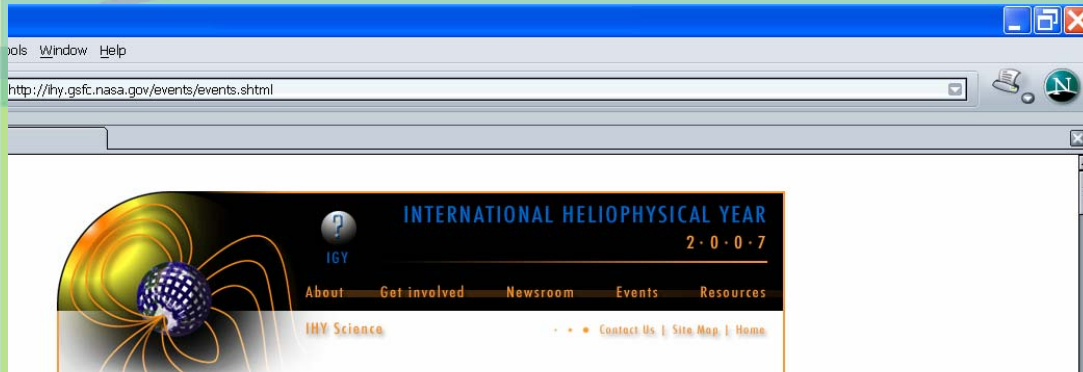 ools Window Help
http://ihy.gsfc.nasa.gov/events/events.shtml
N
INTERNATIONAL HELIOPHYSICAL YEAR
2·0·0·7
?
IGY
About Get involved Newsroom Events Resources
IHY Science Contact Us | Site Map | Home